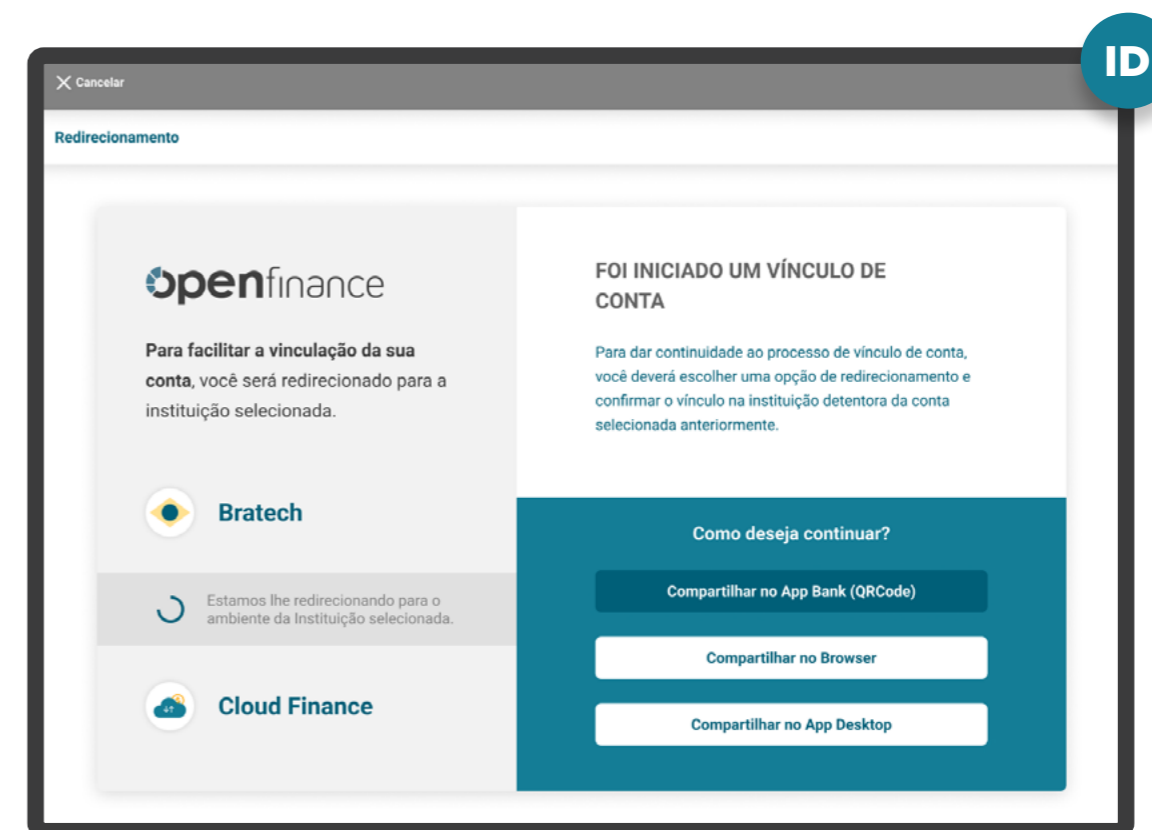 ID
Cancelar
Redirecionamento
openfinance
Para facilitar a vinculação da sua
conta, você será redirecionado para a
instituição selecionada.
Bratech
Estamos lhe redirecionando para o
ambiente da Instituição selecionada.
Cloud Finance
FOI INICIADO UM VÍNCULO DE
CONTA
Para dar continuidade ao processo de vínculo de conta,
você deverá escolher uma opção de redirecionamento e
confirmar o vínculo na instituição detentora da conta
selecionada anteriormente.
Como deseja continuar?
Compartilhar no App Bank (QRCode)
Compartilhar no Browser
Compartilhar no App Desktop